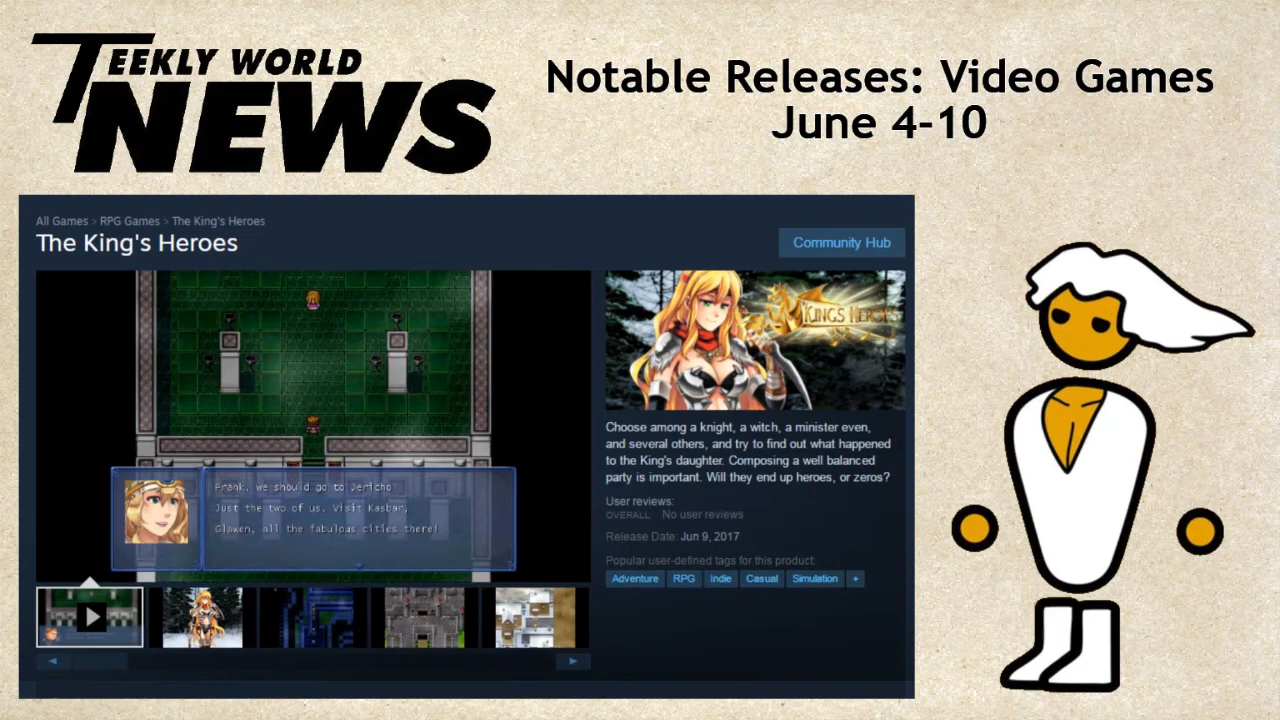 TEEKLY WORLD
NEWS
Notable Releases: Video Games
June 4-10
All Games > RPG Games > The King's Heroes
The King's Heroes
Community Hub
KINGS HEROES
Frank, we should go to Jericho
Just the two of us. Visit Kasbar,
Glawen, all the fabulous cities there!
Choose among a knight, a witch, a minister even,
and several others, and try to find out what happened
to the King's daughter. Composing a well balanced
party is important. Will they end up heroes, or zeros?
User reviews:
OVERALL: No user reviews
Release Date: Jun 9, 2017
Popular user-defined tags for this product:
Adventure RPG Indie Casual Simulation +